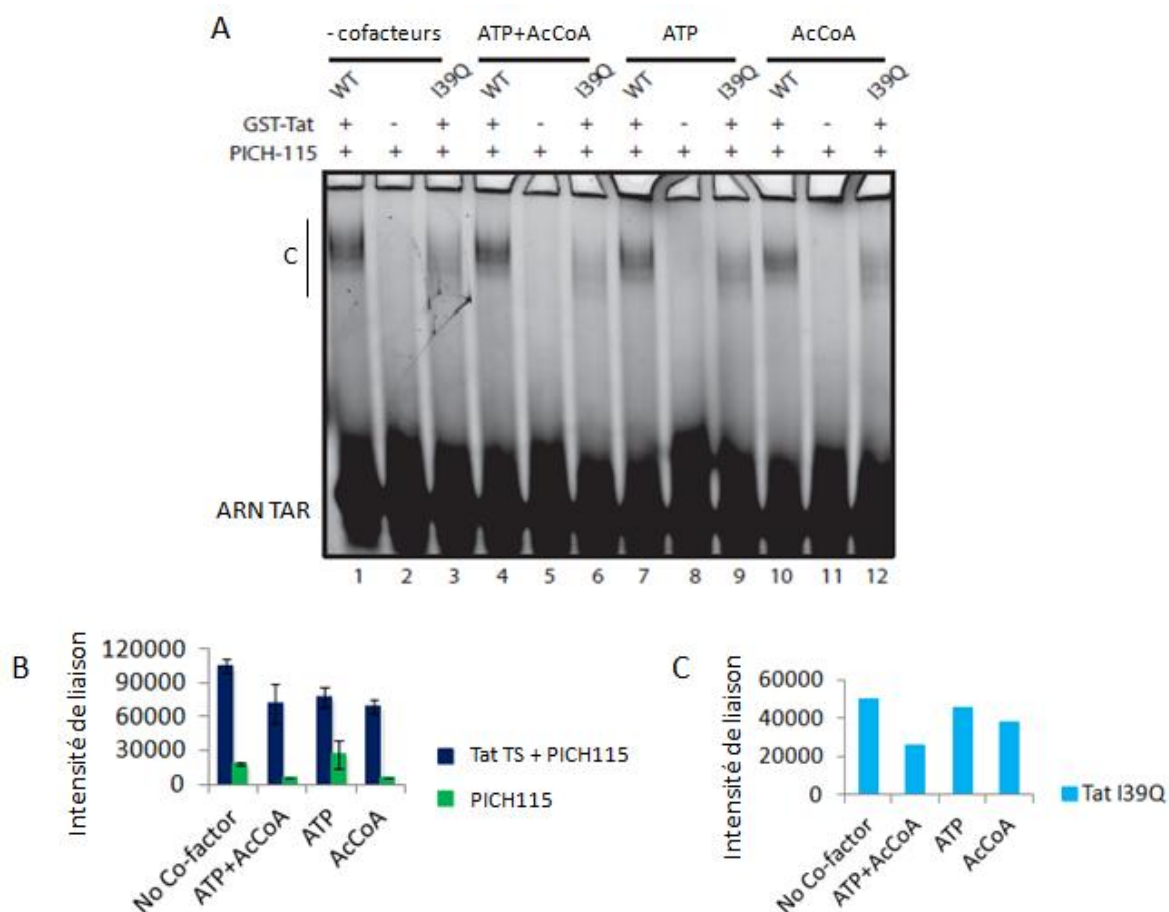 A
- cofacteurs ATP+AcCoA ATP AcCoA
WT I39Q WT I39Q WT I39Q WT I39Q
GST-Tat + - + + - + + - + + - +
PICH-115 + + + + + + + + + + + +
C
ARN TAR
1 2 3 4 5 6 7 8 9 10 11 12
B
Intensité de liaison
120000
90000
60000
30000
0
No Co-factor
ATP+AcCoA
ATP
AcCoA
Tat TS + PICH115
PICH115
C
Intensité de liaison
60000
40000
20000
0
No Co-factor
ATP+AcCoA
ATP
AcCoA
Tat I39Q